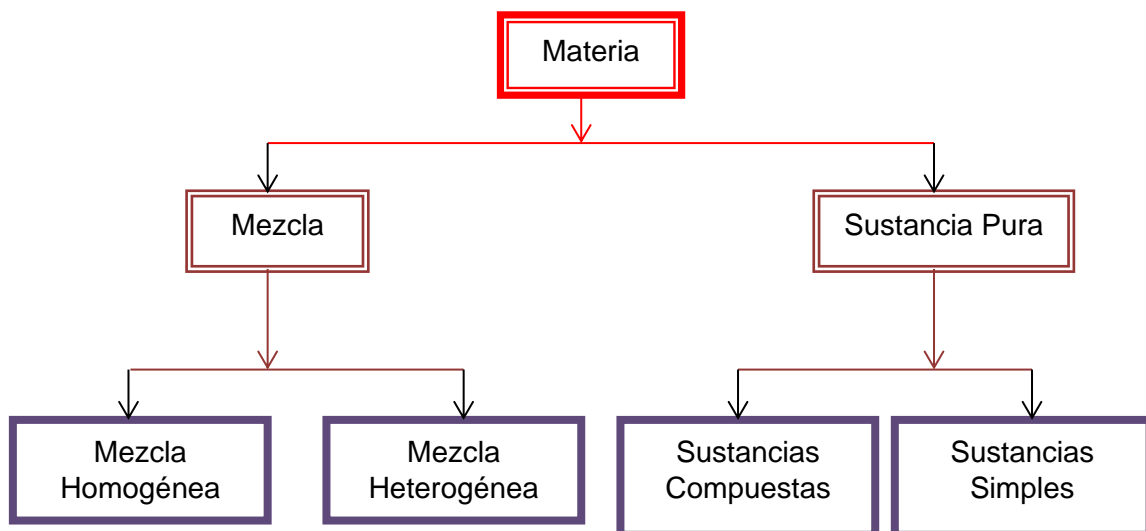 Materia
Mezcla
Sustancia Pura
Mezcla
Homogénea
Mezcla
Heterogénea
Sustancias
Compuestas
Sustancias
Simples